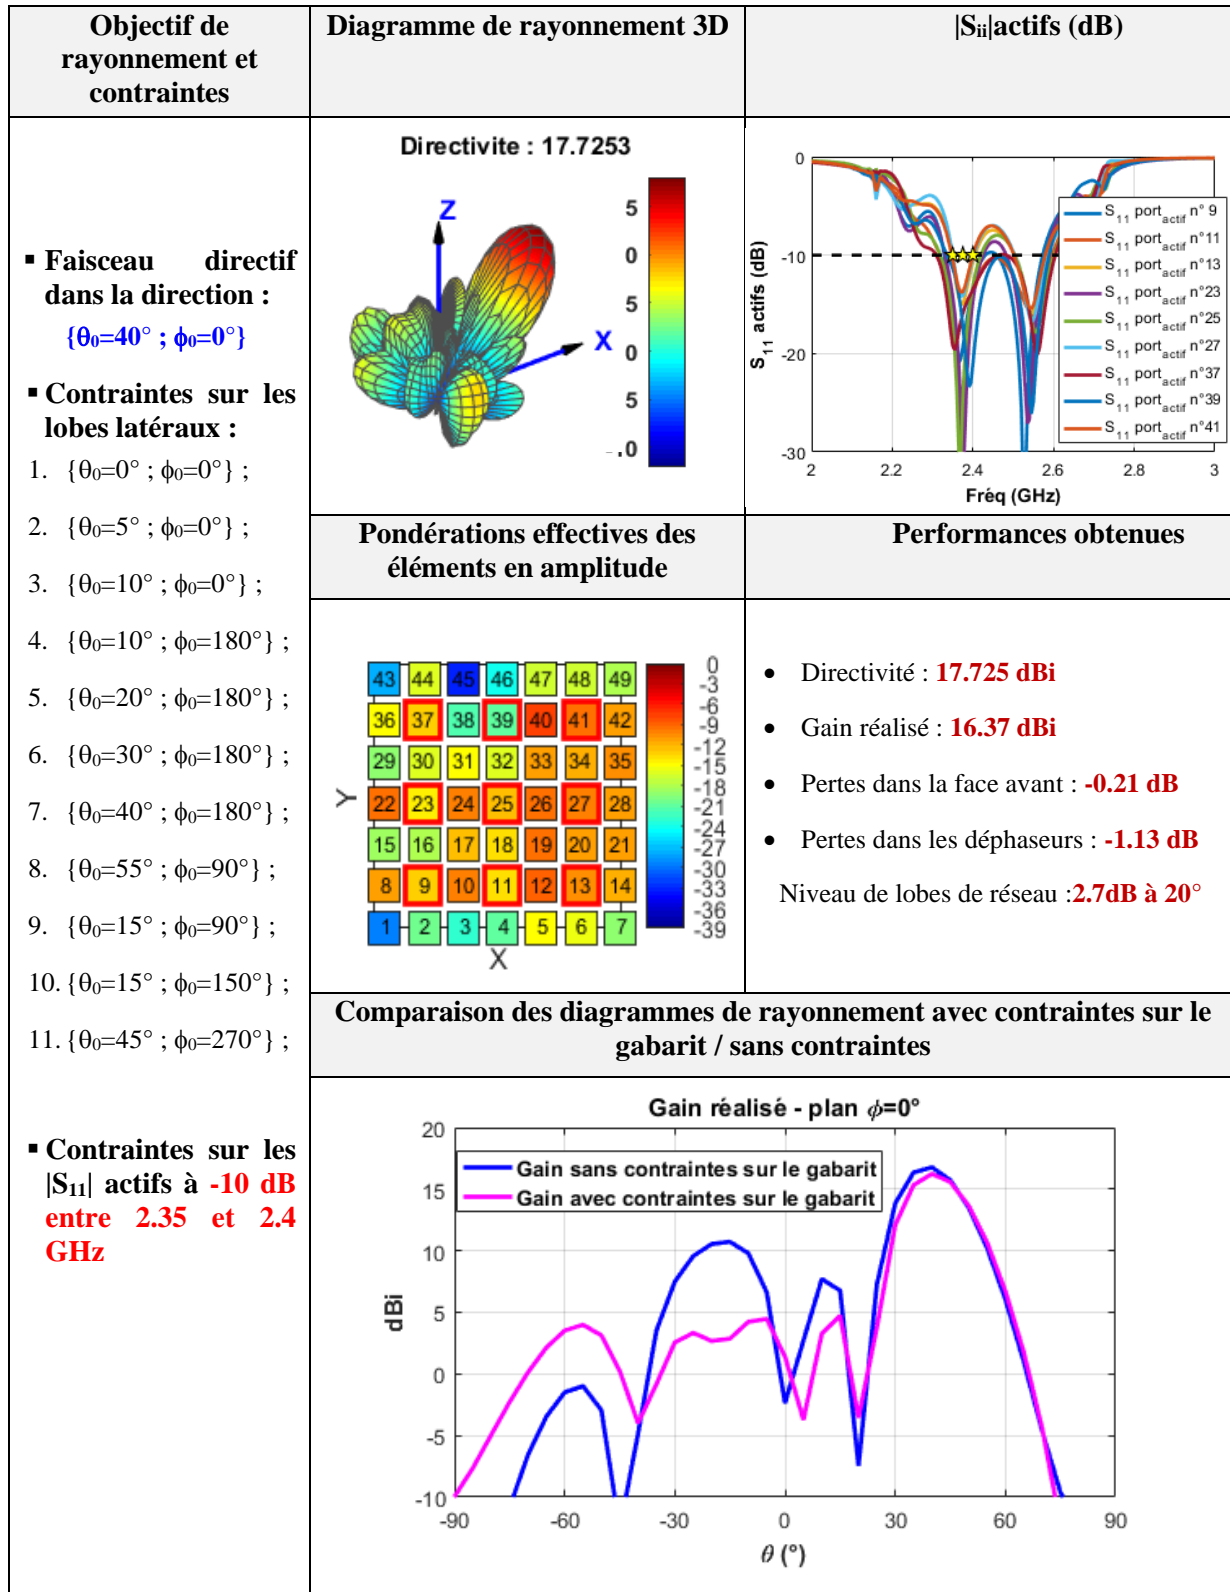 Objectif de
rayonnement et
contraintes
Diagramme de rayonnement 3D
|Sii|actifs (dB)
▪ Faisceau directif
dans la direction :
{θ0=40° ; ϕ0=0°}
▪ Contraintes sur les
lobes latéraux :
1. {θ0=0° ; ϕ0=0°} ;
2. {θ0=5° ; ϕ0=0°} ;
3. {θ0=10° ; ϕ0=0°} ;
4. {θ0=10° ; ϕ0=180°} ;
5. {θ0=20° ; ϕ0=180°} ;
6. {θ0=30° ; ϕ0=180°} ;
7. {θ0=40° ; ϕ0=180°} ;
8. {θ0=55° ; ϕ0=90°} ;
9. {θ0=15° ; ϕ0=90°} ;
10. {θ0=15° ; ϕ0=150°} ;
11. {θ0=45° ; ϕ0=270°} ;
▪ Contraintes sur les
|S11| actifs à -10 dB
entre 2.35 et 2.4
GHz
Directivite : 17.7253
Z
X
5
0
5
0
5
.0
0
-10
-20
-30
S11 actifs (dB)
2 2.2 2.4 2.6 2.8 3
Fréq (GHz)
S11 port actif n° 9
S11 port actif n°11
S11 port actif n°13
S11 port actif n°23
S11 port actif n°25
S11 port actif n°27
S11 port actif n°37
S11 port actif n°39
S11 port actif n°41
Pondérations effectives des
éléments en amplitude
Performances obtenues
43 44 45 46 47 48 49
36 37 38 39 40 41 42
29 30 31 32 33 34 35
22 23 24 25 26 27 28
15 16 17 18 19 20 21
8 9 10 11 12 13 14
1 2 3 4 5 6 7
Y
X
0
-3
-6
-9
-12
-15
-18
-21
-24
-27
-30
-33
-36
-39
• Directivité : 17.725 dBi
• Gain réalisé : 16.37 dBi
• Pertes dans la face avant : -0.21 dB
• Pertes dans les déphaseurs : -1.13 dB
Niveau de lobes de réseau :2.7dB à 20°
Comparaison des diagrammes de rayonnement avec contraintes sur le
gabarit / sans contraintes
Gain réalisé - plan ϕ=0°
Gain sans contraintes sur le gabarit
Gain avec contraintes sur le gabarit
20
15
10
5
0
-5
-10
dBi
-90 -60 -30 0 30 60 90
θ (°)